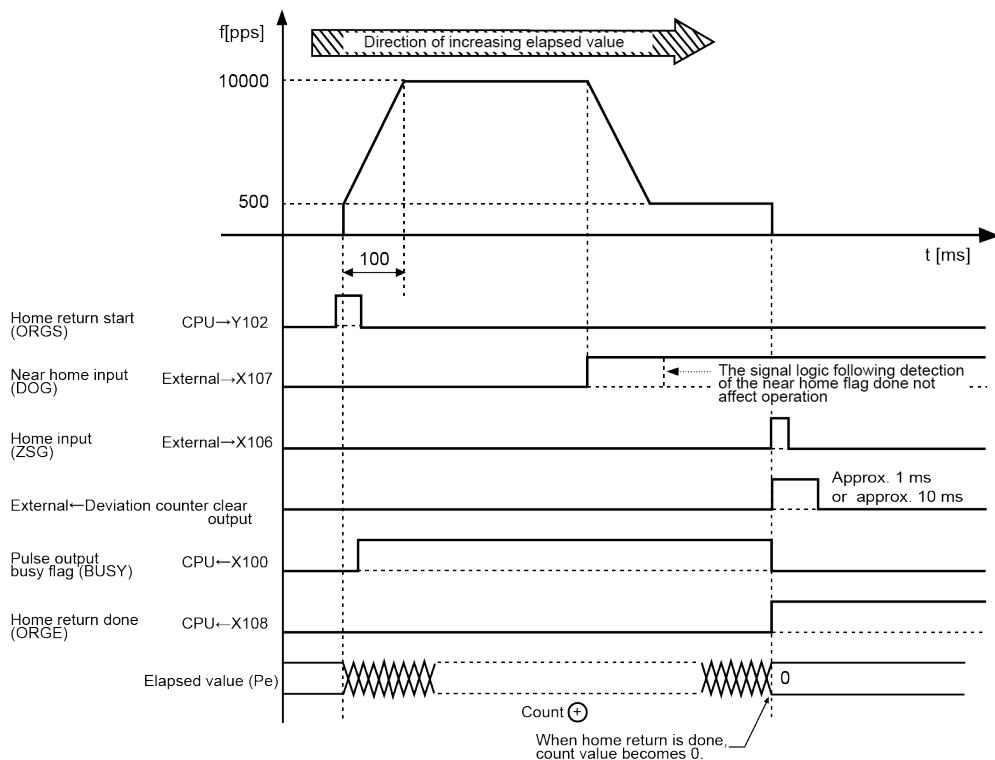 f[pps]
Direction of increasing elapsed value
10000
500
t [ms]
100
Home return start
(ORGS)
CPU→Y102
Near home input
(DOG)
External→X107
The signal logic following detection
of the near home flag done not
affect operation
Home input
(ZSG)
External→X106
External←Deviation counter clear
output
Approx. 1 ms
or approx. 10 ms
Pulse output
busy flag (BUSY)
CPU←X100
Home return done
(ORGE)
CPU←X108
Elapsed value (Pe)
0
Count ⊕
When home return is done,
count value becomes 0.